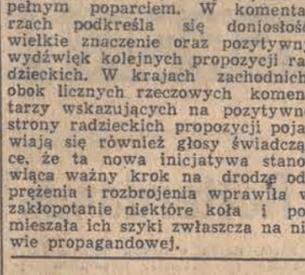 pełnym poparciem. W komenta
rzach podkreśla się doniosłość
wielkie znaczenie oraz pozytywn
wydźwięk kolejnych propozycji ra
dzieckich. W krajach zachodnich
obok licznych rzeczowych komen
tarzy wskazujących na pozytywne
strony radzieckich propozycji poja
wiają się również głosy świadczą
ce, że ta nowa inicjatywa stano
wiąca ważny krok na drodze od
prężenia i rozbrojenia wprawiła w
zakłopotanie niektóre koła i po
mieszała ich szyki zwłaszcza na ni
wie propagandowej.